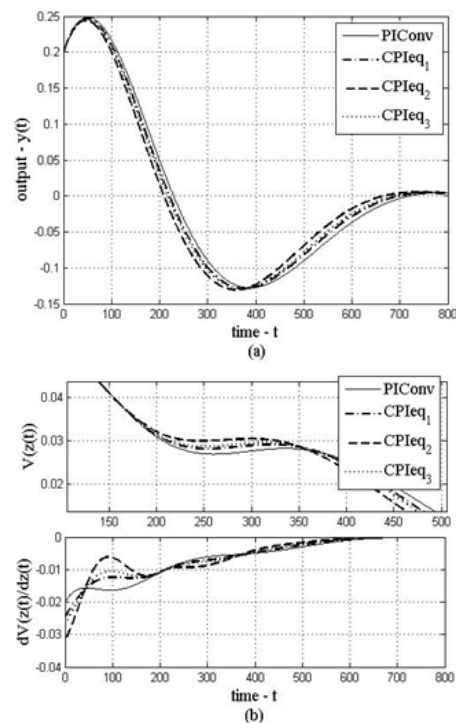 0.25
0.2
0.15
0.1
0.05
0
-0.05
-0.1
-0.15
output - y(t)
PIConv
CPIeq1
CPIeq2
CPIeq3
0 100 200 300 400 500 600 700 800
time - t
(a)
0.04
0.03
0.02
V(z(t))
PIConv
CPIeq1
CPIeq2
CPIeq3
150 200 250 300 350 400 450 500
0
-0.01
-0.02
-0.03
-0.04
dV(z(t)/dz(t)
0 100 200 300 400 500 600 700 800
time - t
(b)